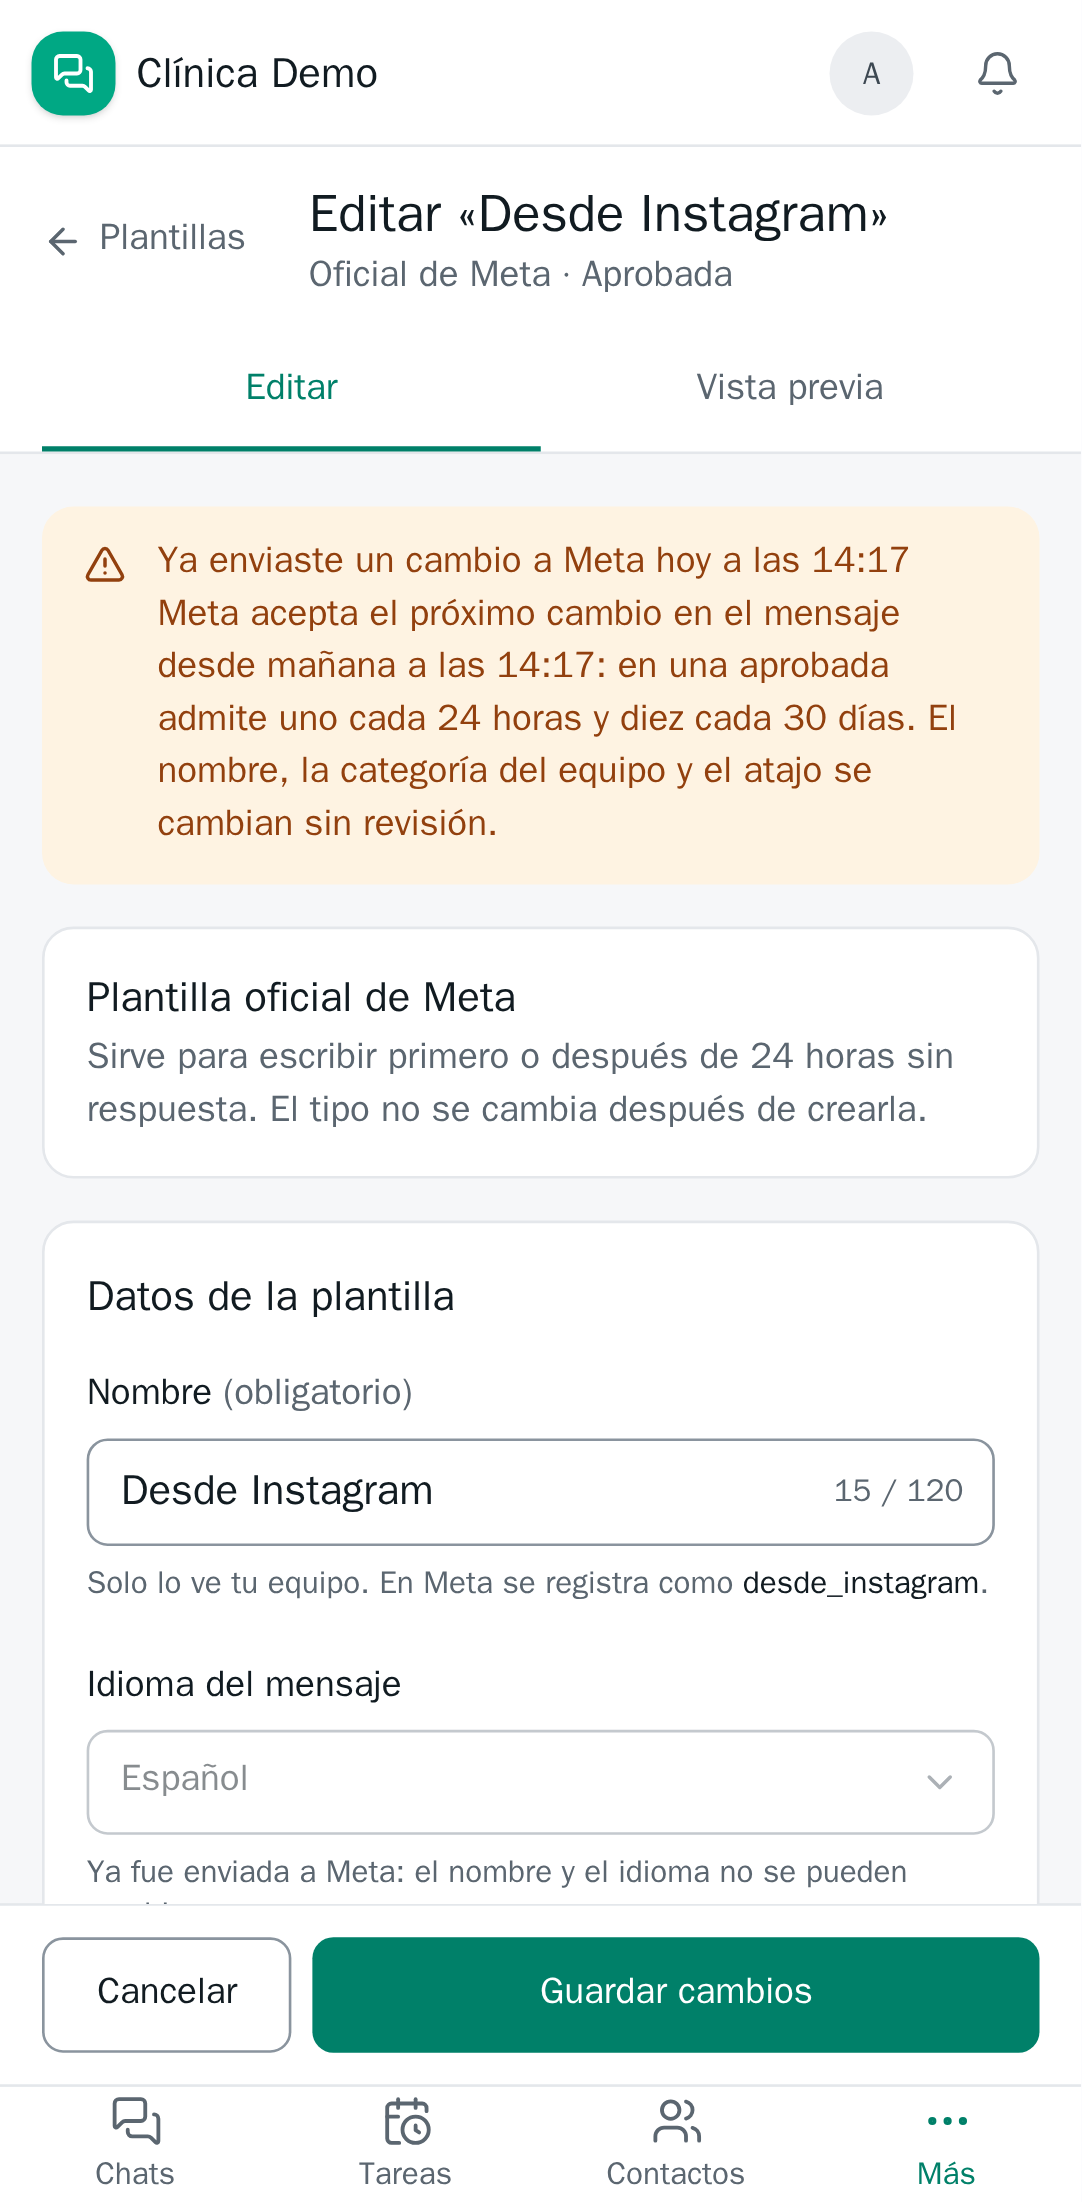 Clínica Demo
A
Plantillas
Editar «Desde Instagram»
Oficial de Meta · Aprobada
Editar
Vista previa
Ya enviaste un cambio a Meta hoy a las 14:17
Meta acepta el próximo cambio en el mensaje
desde mañana a las 14:17: en una aprobada
admite uno cada 24 horas y diez cada 30 días. El
nombre, la categoría del equipo y el atajo se
cambian sin revisión.
Plantilla oficial de Meta
Sirve para escribir primero o después de 24 horas sin
respuesta. El tipo no se cambia después de crearla.
Datos de la plantilla
Nombre (obligatorio)
Desde Instagram
15 / 120
Solo lo ve tu equipo. En Meta se registra como desde_instagram.
Idioma del mensaje
Español
Ya fue enviada a Meta: el nombre y el idioma no se pueden
Cancelar
Guardar cambios
Chats
Tareas
Contactos
Más